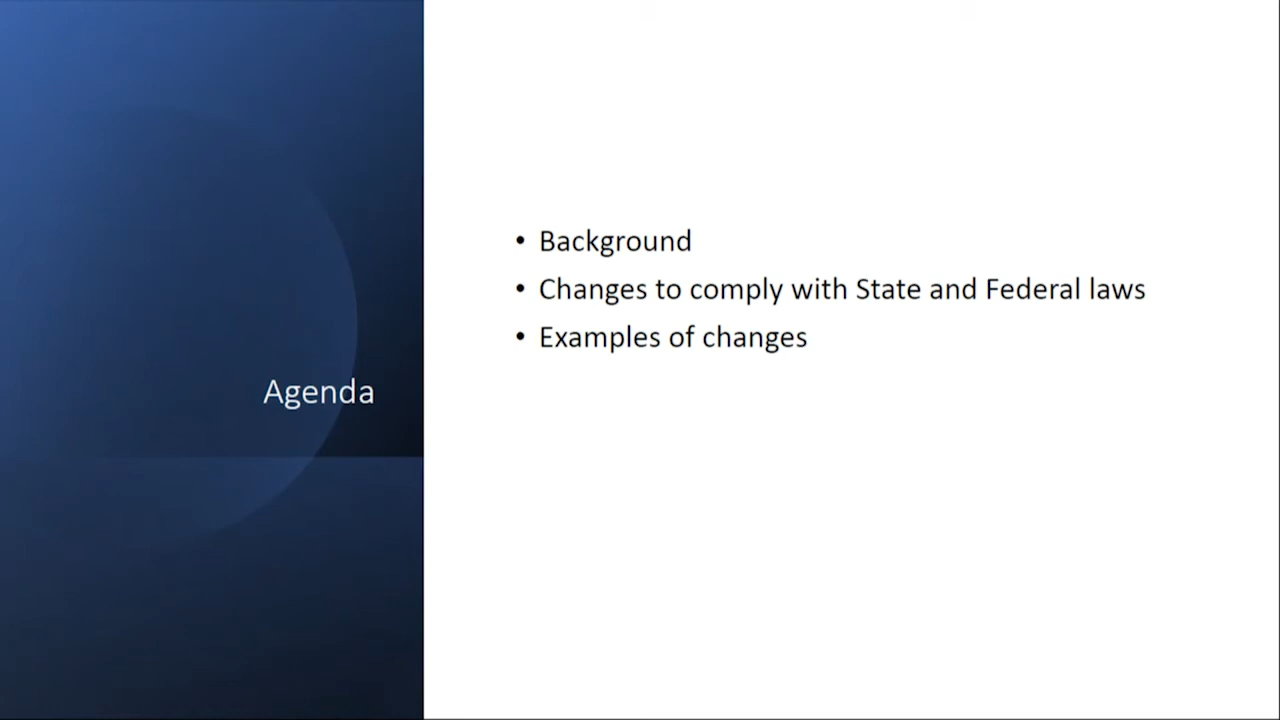 Agenda
• Background
• Changes to comply with State and Federal laws
• Examples of changes